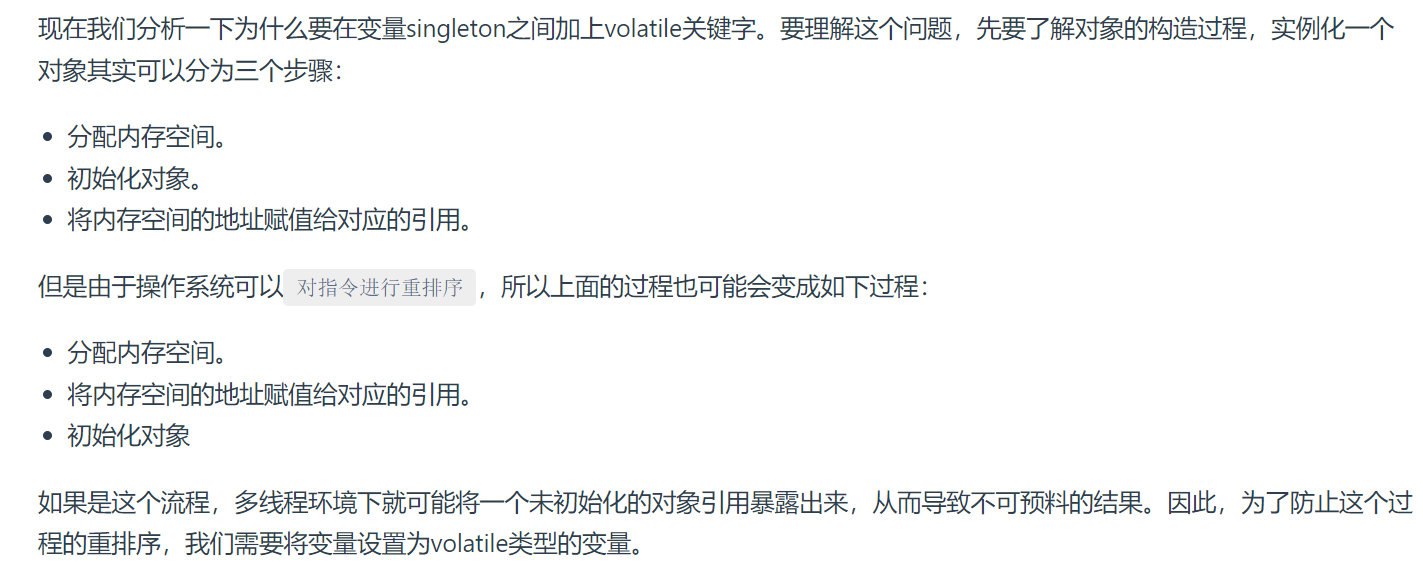 现在我们分析一下为什么要在变量singleton之间加上volatile关键字。要理解这个问题，先要了解对象的构造过程，实例化一个
对象其实可以分为三个步骤：
• 分配内存空间。
• 初始化对象。
• 将内存空间的地址赋值给对应的引用。
但是由于操作系统可以 对指令进行重排序 ，所以上面的过程也可能会变成如下过程：
• 分配内存空间。
• 将内存空间的地址赋值给对应的引用。
• 初始化对象
如果是这个流程，多线程环境下就可能将一个未初始化的对象引用暴露出来，从而导致不可预料的结果。因此，为了防止这个过
程的重排序，我们需要将变量设置为volatile类型的变量。